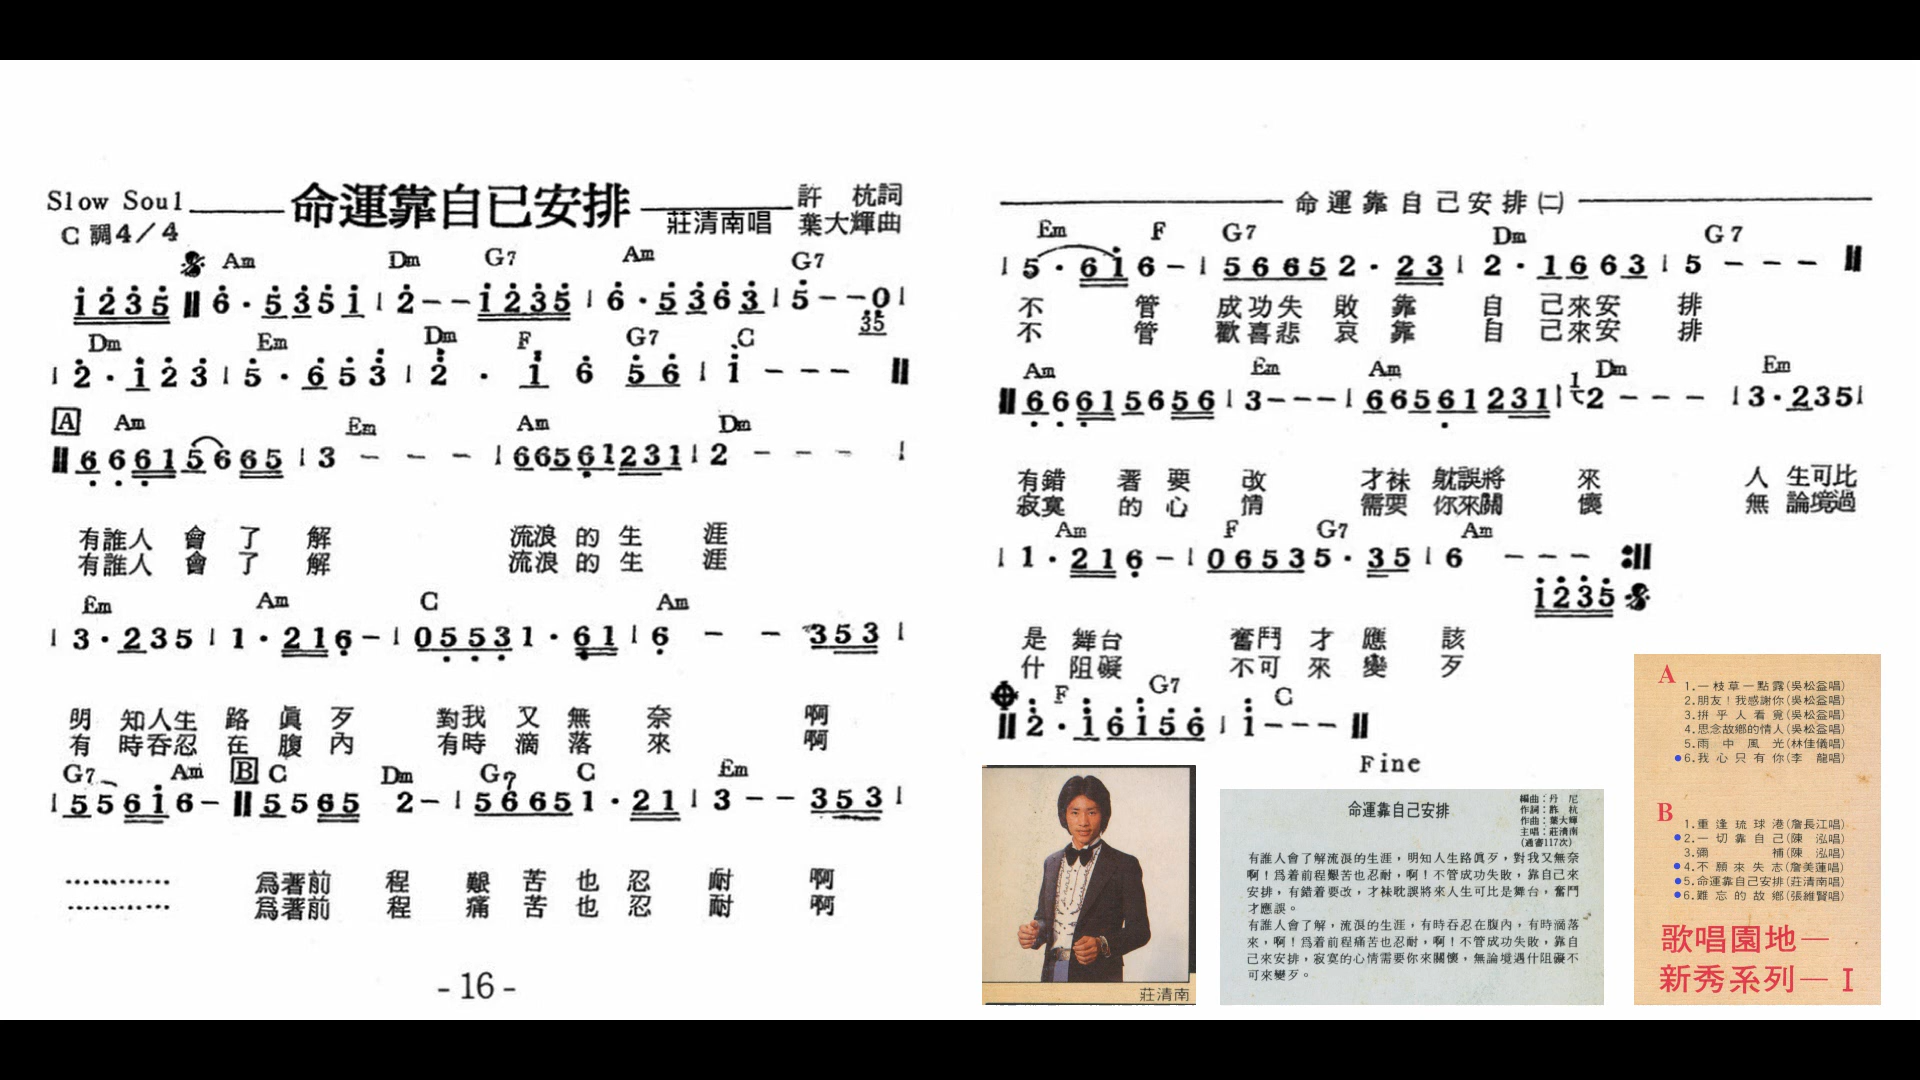 Slow Soul
命運靠自已安排
許 杭詞
C 調4／4
莊清南唱
葉大輝曲
Am Dm G7 Am G7
1235 6·5351 | 2--1235 | 6·5363 | 5--0 |
35
Dm Em Dm F G7 C
| 2·123 | 5·653 | 2·1 6 56 | 1---
A Am Em Am Dm
66615665 | 3--- | 66561231 | 2--- |
有誰人 會 了 解 流浪 的 生 涯
有誰人 會 了 解 流浪 的 生 涯
Em Am C Am
| 3·235 | 1·216- | 05531·61 | 6--353 |
明 知人生 路 眞 歹 對我 又 無 奈 啊
有 時吞忍 在 腹 內 有時 滴 落 來 啊
G7 Am B C Dm G7 C Em
| 55616- 5565 2- | 56651·21 | 3--353 |
………… 爲著前 程 艱 苦 也 忍 耐 啊
………… 爲著前 程 痛 苦 也 忍 耐 啊
- 16 -
命運靠自己安排㈡
Em F G7 Dm G7
| 5·616- | 56652·23 | 2·1663 | 5---
不 管 成功失 敗 靠 自 己來安 排
不 管 歡喜悲 哀 靠 自 己來安 排
Am Em Am Dm Em
66615656 | 3--- | 66561231 | 2--- | 3·235 |
有錯 著 要 改 才袜 躭誤將 來 人 生可比
寂寞 的 心 情 需要 你來關 懷 無 論境過
Am F G7 Am
| 1·216- | 06535·35 | 6--- :
1235
是 舞台 奮鬥 才 應 該
什 阻礙 不可 來 變 歹
F G7 C
2·16156 | 1---
Fine
莊清南
命運靠自己安排
編曲：丹 尼
作詞：許 杭
作曲：葉大輝
主唱：莊清南
(通審117次)
有誰人會了解流浪的生涯，明知人生路眞歹，對我又無奈
啊！爲着前程艱苦也忍耐，啊！不管成功失敗，靠自己來
安排，有錯着要改，才袜耽誤將來人生可比是舞台，奮鬥
才應該。
有誰人會了解，流浪的生涯，有時吞忍在腹內，有時滴落
來，啊！爲着前程痛苦也忍耐，啊！不管成功失敗，靠自
己來安排，寂寞的心情需要你來關懷，無論境遇什阻礙不
可來變歹。
A
1.一枝草一點露(吳松益唱)
2.朋友！我感謝你(吳松益唱)
3.拼乎人看覓(吳松益唱)
4.思念故鄉的情人(吳松益唱)
5.雨中風光(林佳儀唱)
6.我心只有你(李 龍唱)
B
1.重逢琉球港(詹長江唱)
2.一切靠自己(陳 泓唱)
3.彌 補(陳 泓唱)
4.不願來失志(詹美蓮唱)
5.命運靠自己安排(莊清南唱)
6.難忘的故鄉(張維賢唱)
歌唱園地—
新秀系列—I